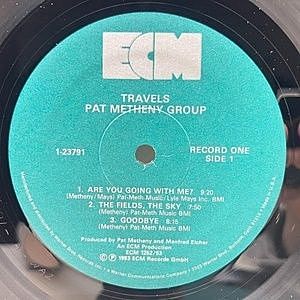 ECM
TRAVELS
PAT METHENY GROUP
1-23791
RECORD ONE
SIDE 1
1. ARE YOU GOING WITH ME? 9:20
(Metheny/Mays) Pat-Meth Music/Lyle Mays Inc. BMI
2. THE FIELDS, THE SKY 7:50
(Metheny) Pat-Meth Music BMI
3. GOODBYE 8:15
(Metheny) Pat-Meth Music BMI
Produced by Pat Metheny and Manfred Eicher
An ECM Production
ECM 1252/53
℗ 1983 ECM Records GmbH